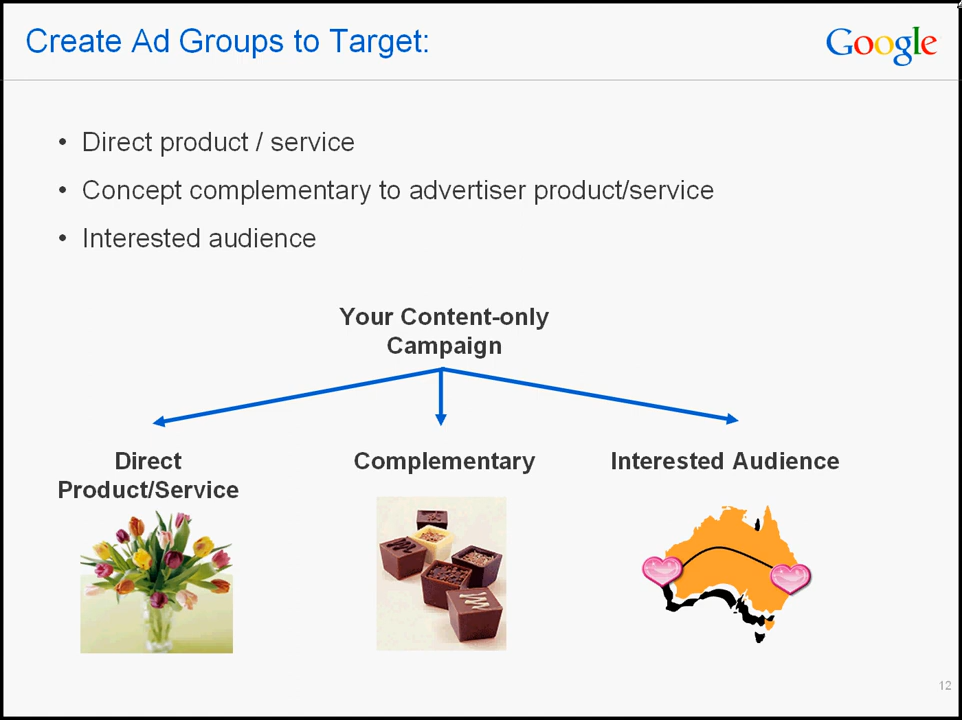 Create Ad Groups to Target:
Google
• Direct product / service
• Concept complementary to advertiser product/service
• Interested audience
Your Content-only
Campaign
Direct
Product/Service
Complementary
Interested Audience
12